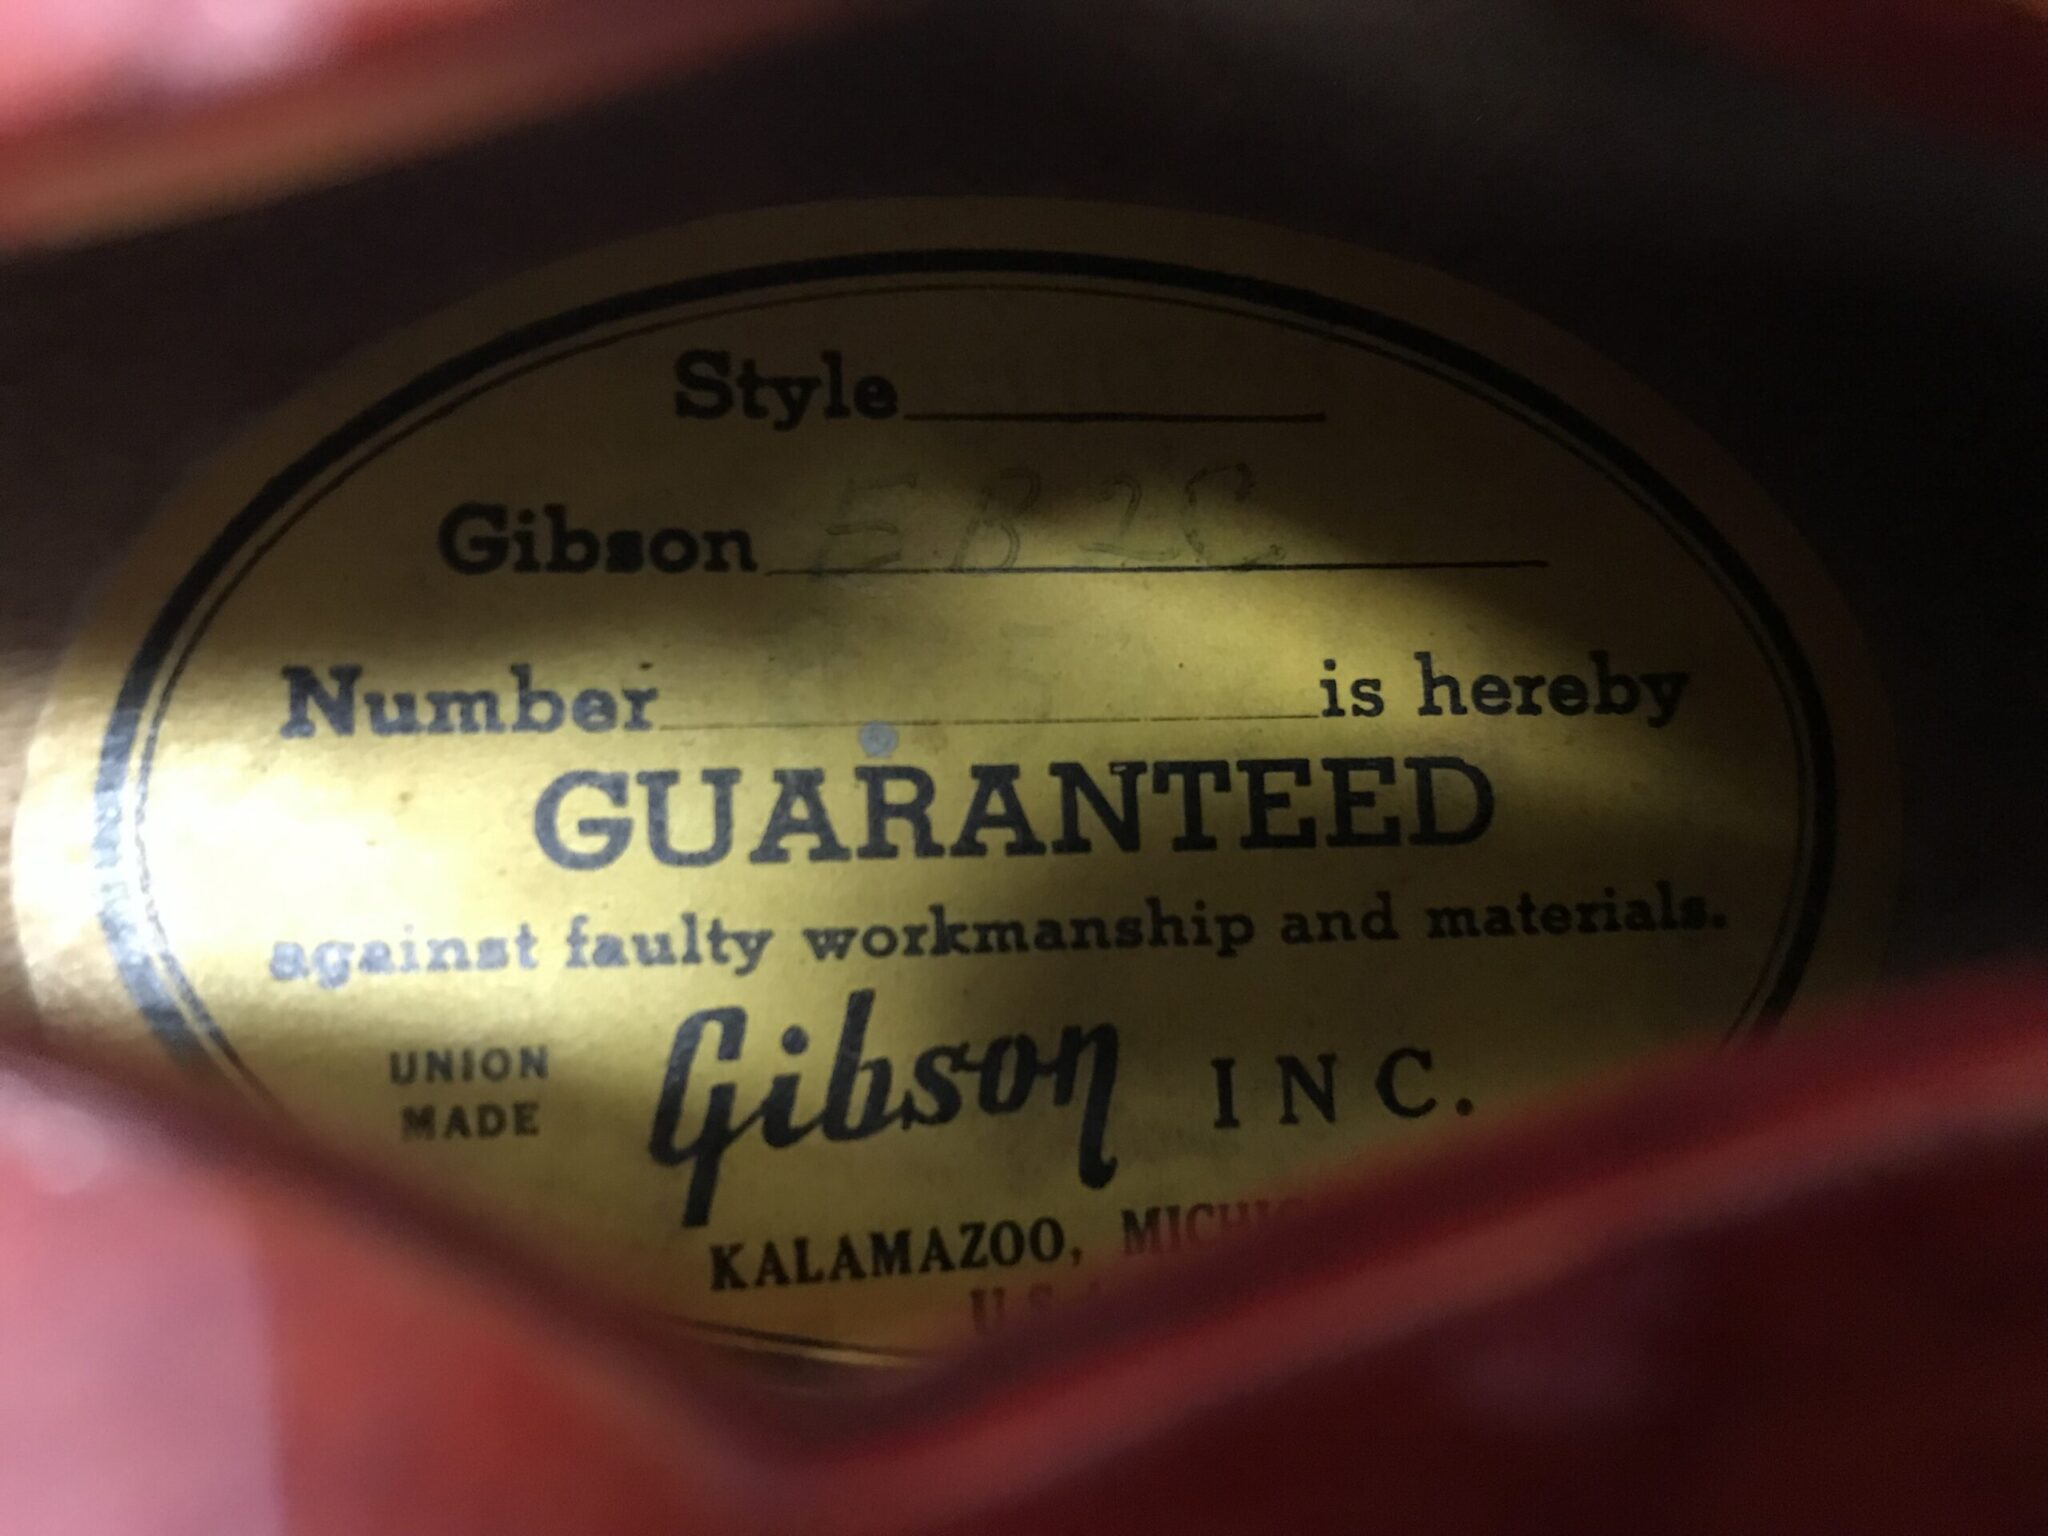 Style
Gibson EB2C
Number is hereby
GUARANTEED
against faulty workmanship and materials.
UNION MADE
Gibson INC.
KALAMAZOO,